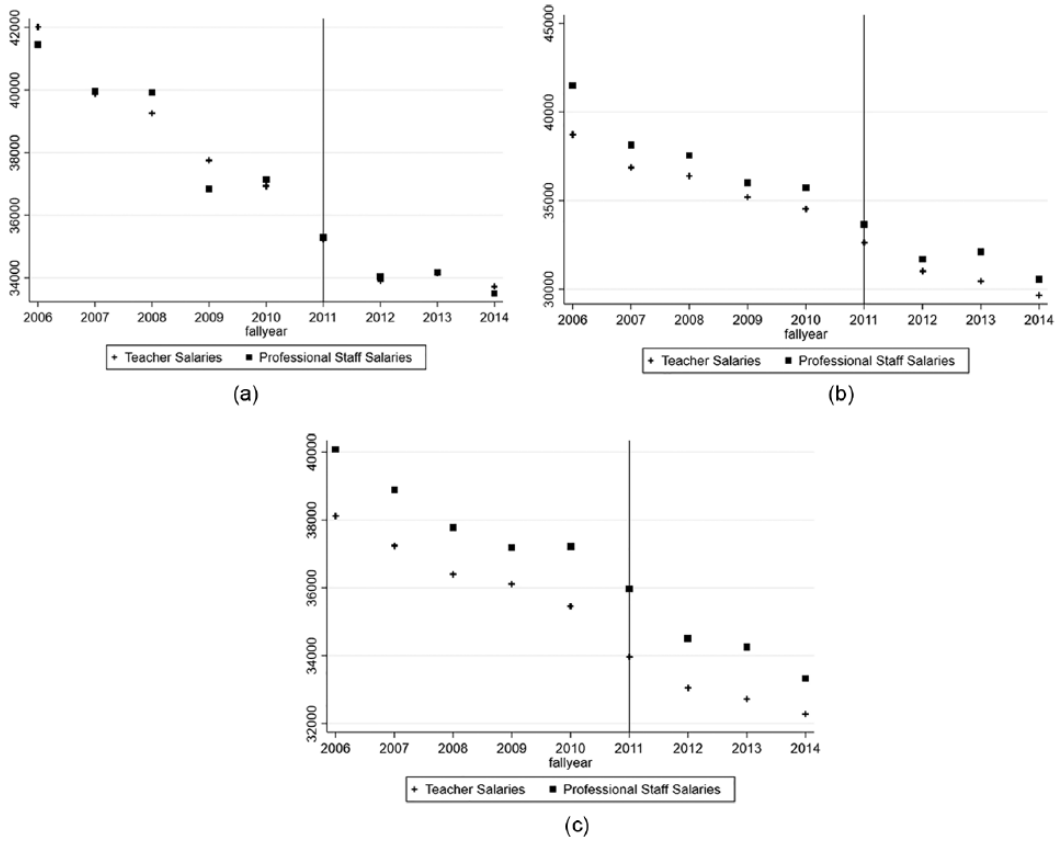 42000
40000
38000
36000
34000
2006 2007 2008 2009 2010 2011 2012 2013 2014
fallyear
+ Teacher Salaries ■ Professional Staff Salaries
(a)
45000
40000
35000
30000
2006 2007 2008 2009 2010 2011 2012 2013 2014
fallyear
+ Teacher Salaries ■ Professional Staff Salaries
(b)
40000
38000
36000
34000
32000
2006 2007 2008 2009 2010 2011 2012 2013 2014
fallyear
+ Teacher Salaries ■ Professional Staff Salaries
(c)